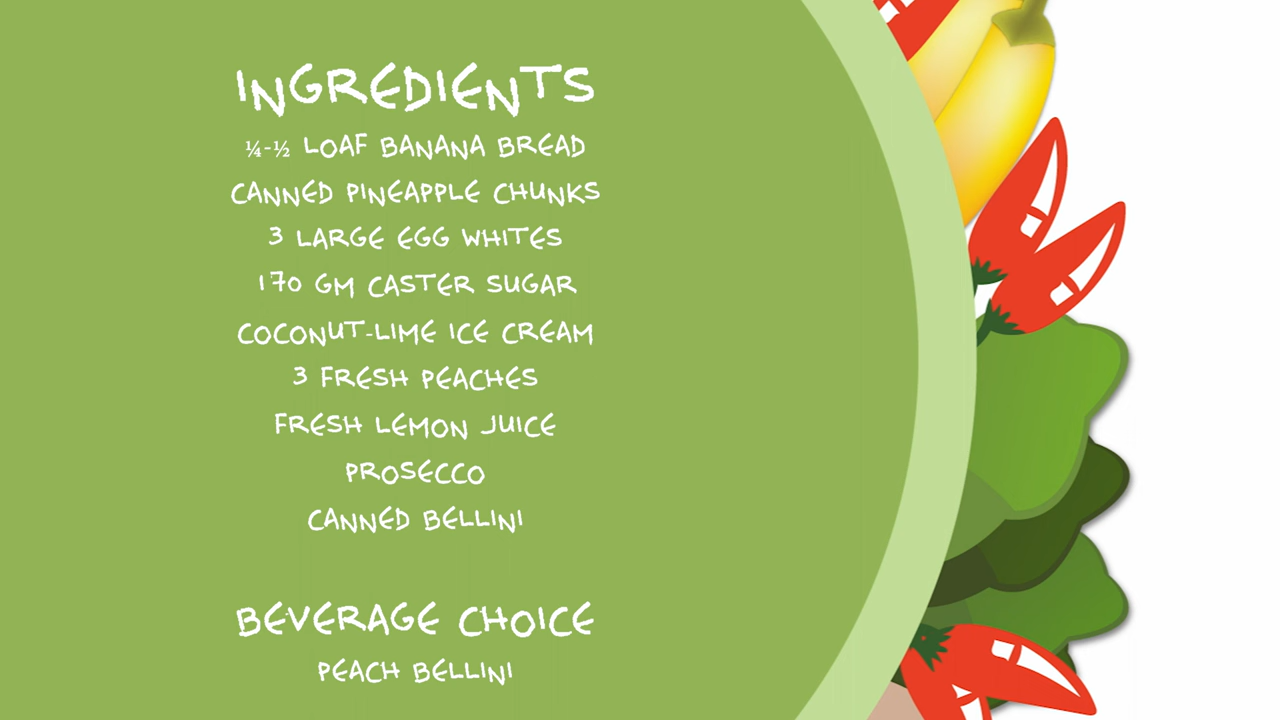 INGREDIENTS
¼-½ LOAF BANANA BREAD
CANNED PINEAPPLE CHUNKS
3 LARGE EGG WHITES
170 GM CASTER SUGAR
COCONUT-LIME ICE CREAM
3 FRESH PEACHES
FRESH LEMON JUICE
PROSECCO
CANNED BELLINI
BEVERAGE CHOICE
PEACH BELLINI